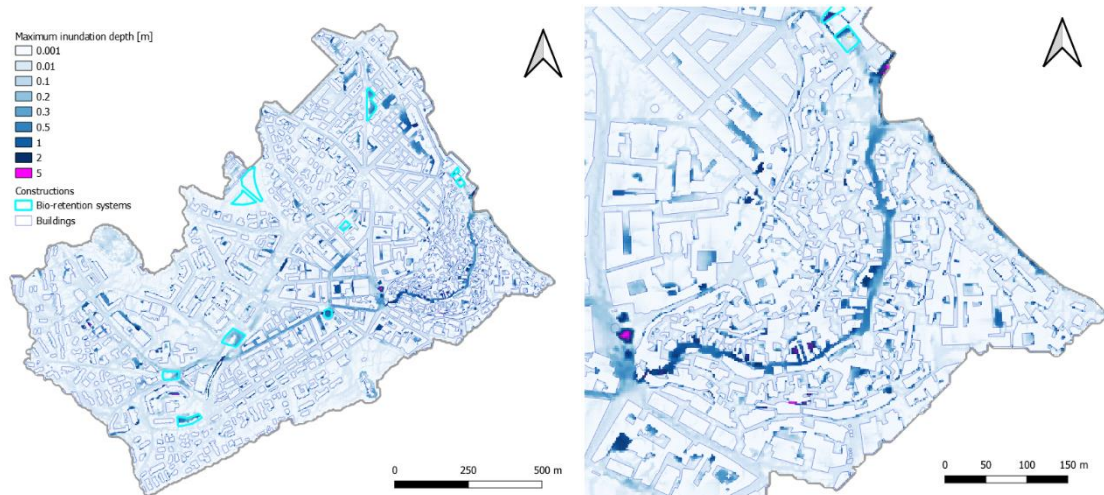 Maximum inundation depth [m]
0.001
0.01
0.1
0.2
0.3
0.5
1
2
5
Constructions
Bio-retention systems
Buildings
0 250 500 m
0 50 100 150 m